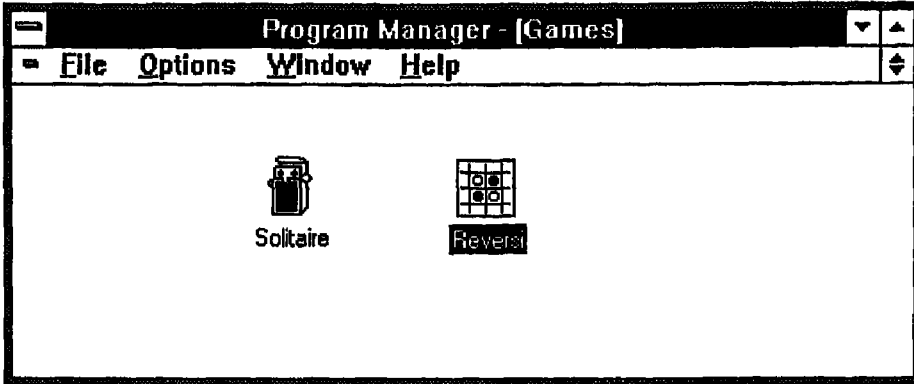 Program Manager - [Games]
File Options Window Help
Solitaire Reversi